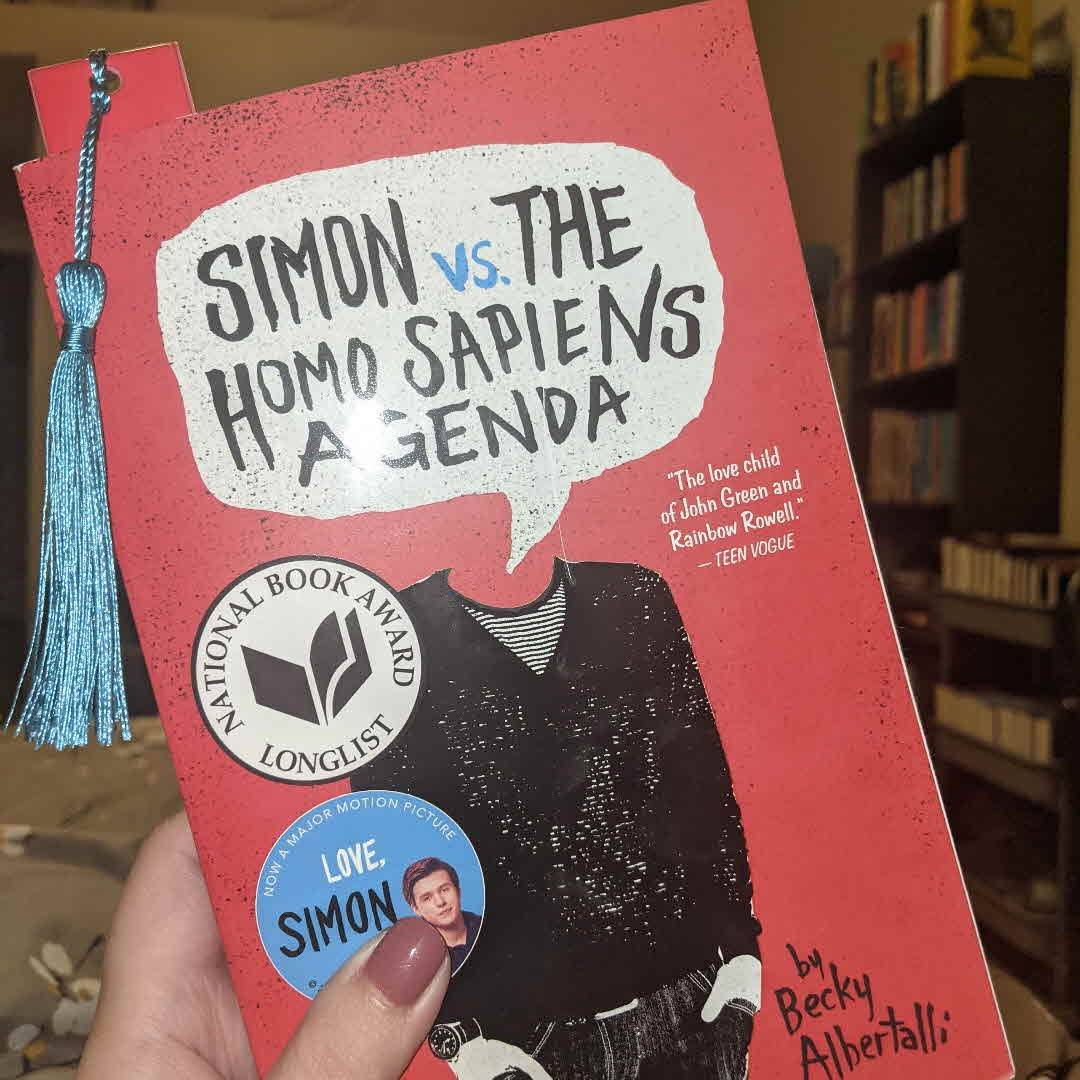 SIMON vs. THE
HOMO SAPIENS
AGENDA
"The love child
of John Green and
Rainbow Rowell."
— TEEN VOGUE
NATIONAL BOOK AWARD
LONGLIST
NOW A MAJOR MOTION PICTURE
LOVE,
SIMON
by
Becky
Albertalli